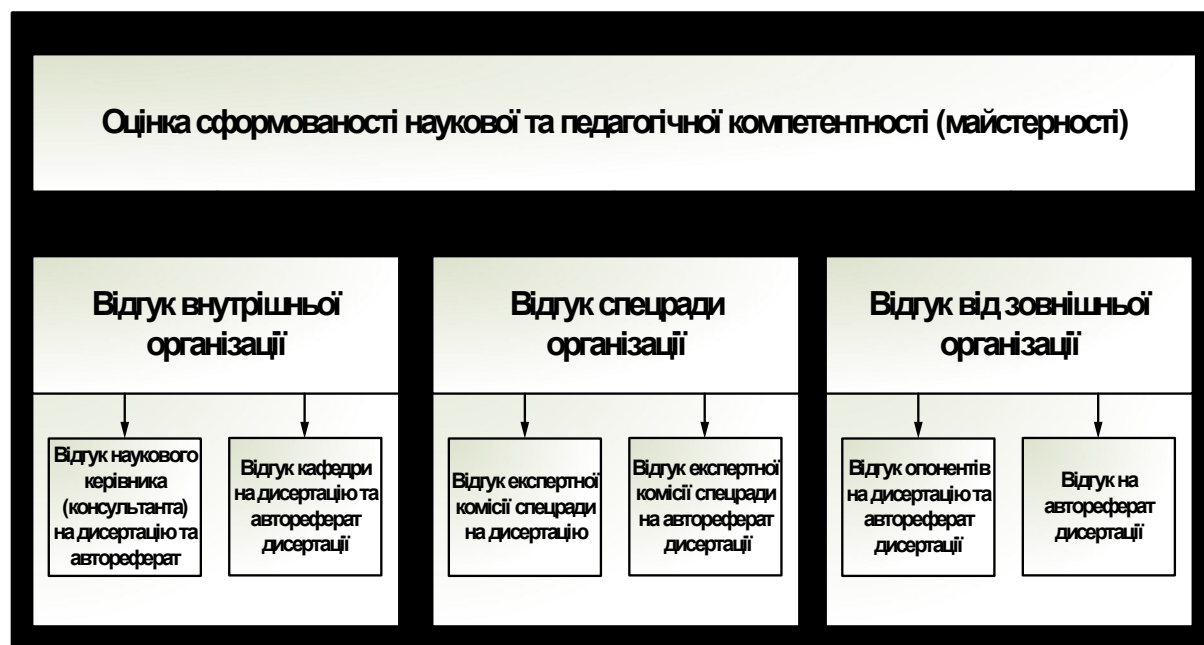 Оцінка сформованості наукової та педагогічної компетентності (майстерності)
Відгук внутрішньої
організації
Відгук спецради
організації
Відгук від зовнішньої
організації
Відгук наукового
керівника
(консультанта)
на дисертацію та
автореферат
Відгук кафедри
на дисертацію та
автореферат
дисертації
Відгук експертної
комісії спецради
на дисертацію
Відгук експертної
комісії спецради
на автореферат
дисертації
Відгук опонентів
на дисертацію та
автореферат
дисертації
Відгук на
автореферат
дисертації